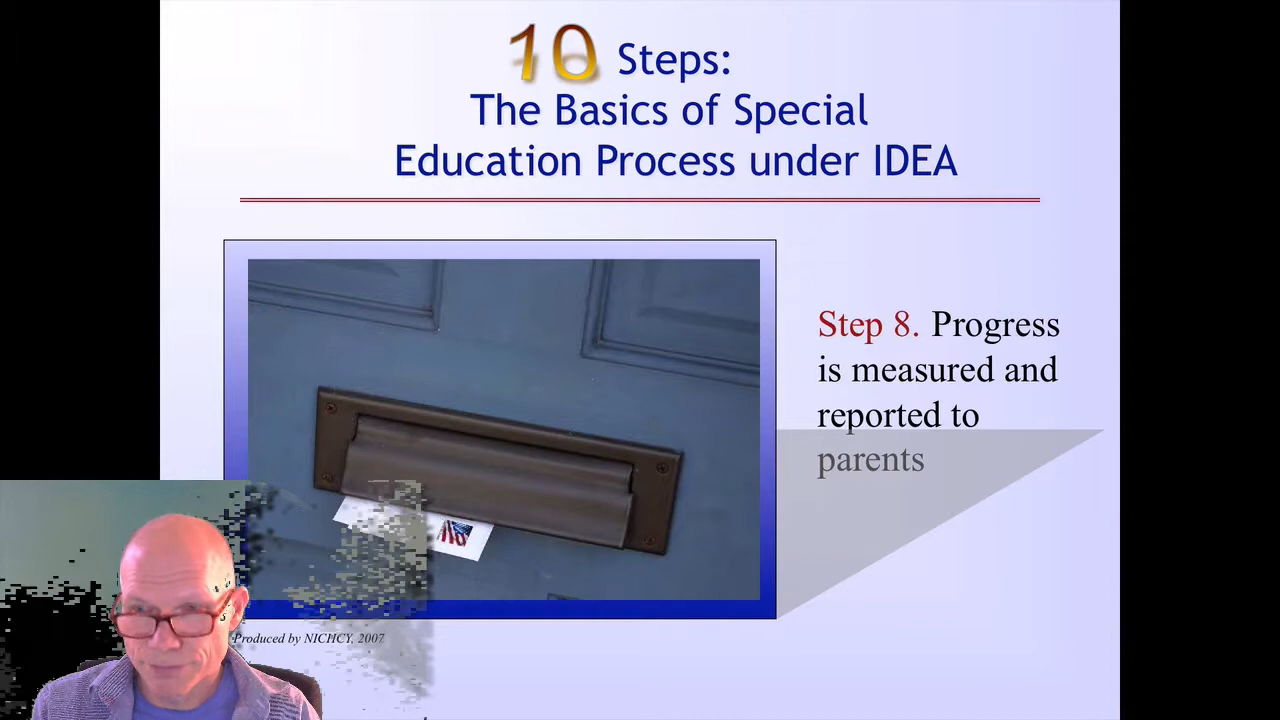 10 Steps:
The Basics of Special
Education Process under IDEA
Step 8. Progress
is measured and
reported to
parents
Produced by NICHCY, 2007